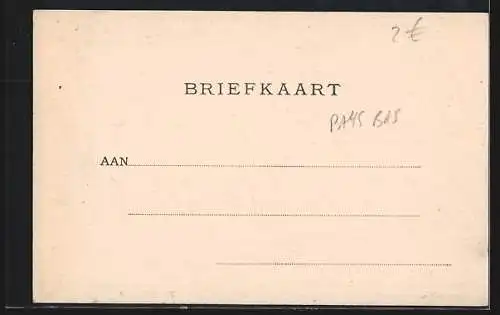 2 €
BRIEFKAART
PAYS BAS
AAN